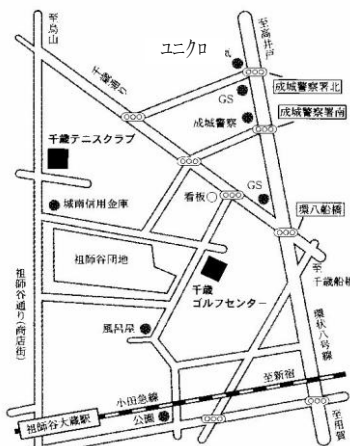 至烏山
至高井戸
ユニクロ
千歳通り
GS
成城警察署北
成城警察
成城警察署南
千歳テニスクラブ
城南信用金庫
看板
GS
環八船橋
祖師谷団地
千歳
ゴルフセンター
至
千歳船橋
祖師谷通り(商店街)
環状八号線
風呂屋
小田急線
至新宿
祖師谷大蔵駅
公園
至用賀